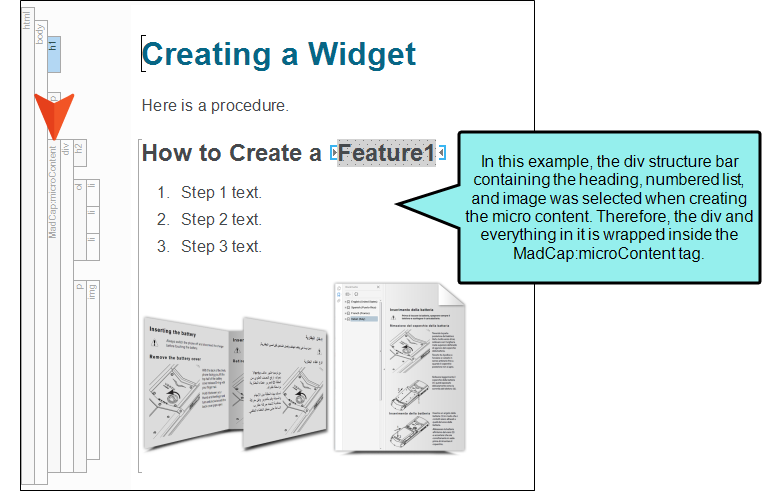 html
body
h1
p
MadCap:microContent
div
h2
ol
li
li
li
p
img
Creating a Widget
Here is a procedure.
How to Create a Feature1
1. Step 1 text.
2. Step 2 text.
3. Step 3 text.
In this example, the div structure bar
containing the heading, numbered list,
and image was selected when creating
the micro content. Therefore, the div and
everything in it is wrapped inside the
MadCap:microContent tag.
Inserting the battery
Remove the battery cover
Inserimento della batteria
Rimozione del coperchio della batteria
Inserimento della batteria